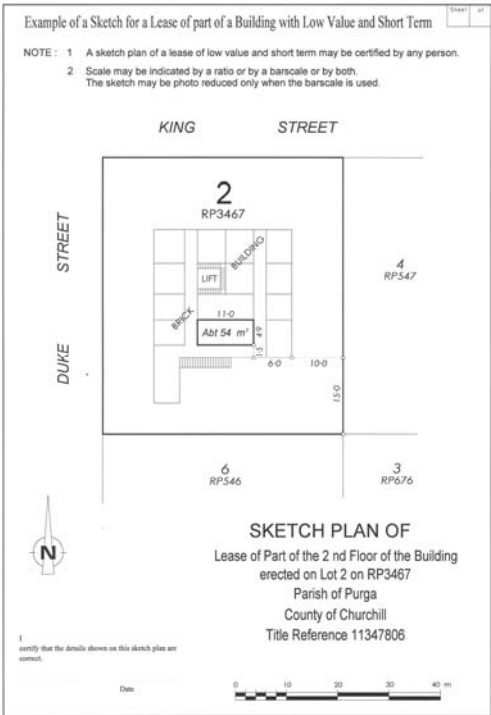 Sheet of
Example of a Sketch for a Lease of part of a Building with Low Value and Short Term
NOTE : 1 A sketch plan of a lease of low value and short term may be certified by any person.
2 Scale may be indicated by a ratio or by a barscale or by both.
The sketch may be photo reduced only when the barscale is used.
KING STREET
DUKE STREET
2
RP3467
BUILDING
LIFT
BRICK
11·0
Abt 54 m²
4·9
1·5
6·0
10·0
15·0
4
RP547
6
RP546
3
RP676
N
SKETCH PLAN OF
Lease of Part of the 2 nd Floor of the Building
erected on Lot 2 on RP3467
Parish of Purga
County of Churchill
Title Reference 11347806
I
certify that the details shown on this sketch plan are
correct.
Date
0 10 20 30 40 m